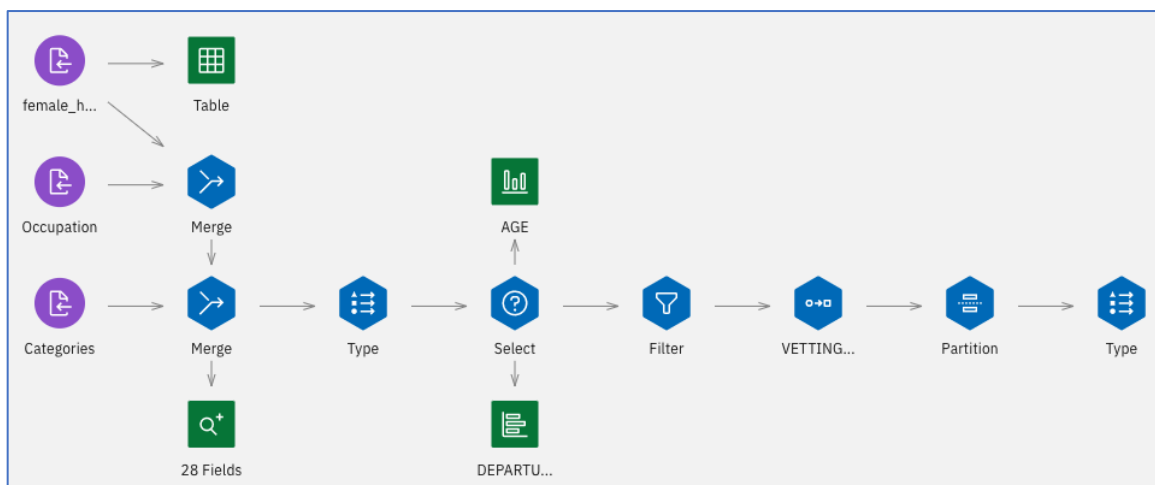 female_h...
Table
Occupation
Merge
AGE
Categories
Merge
Type
Select
Filter
VETTING...
Partition
Type
28 Fields
DEPARTU...